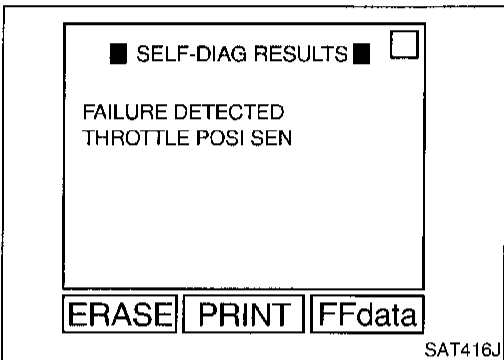 SELF-DIAG RESULTS
FAILURE DETECTED
THROTTLE POSI SEN
ERASE PRINT FFdata
SAT416J